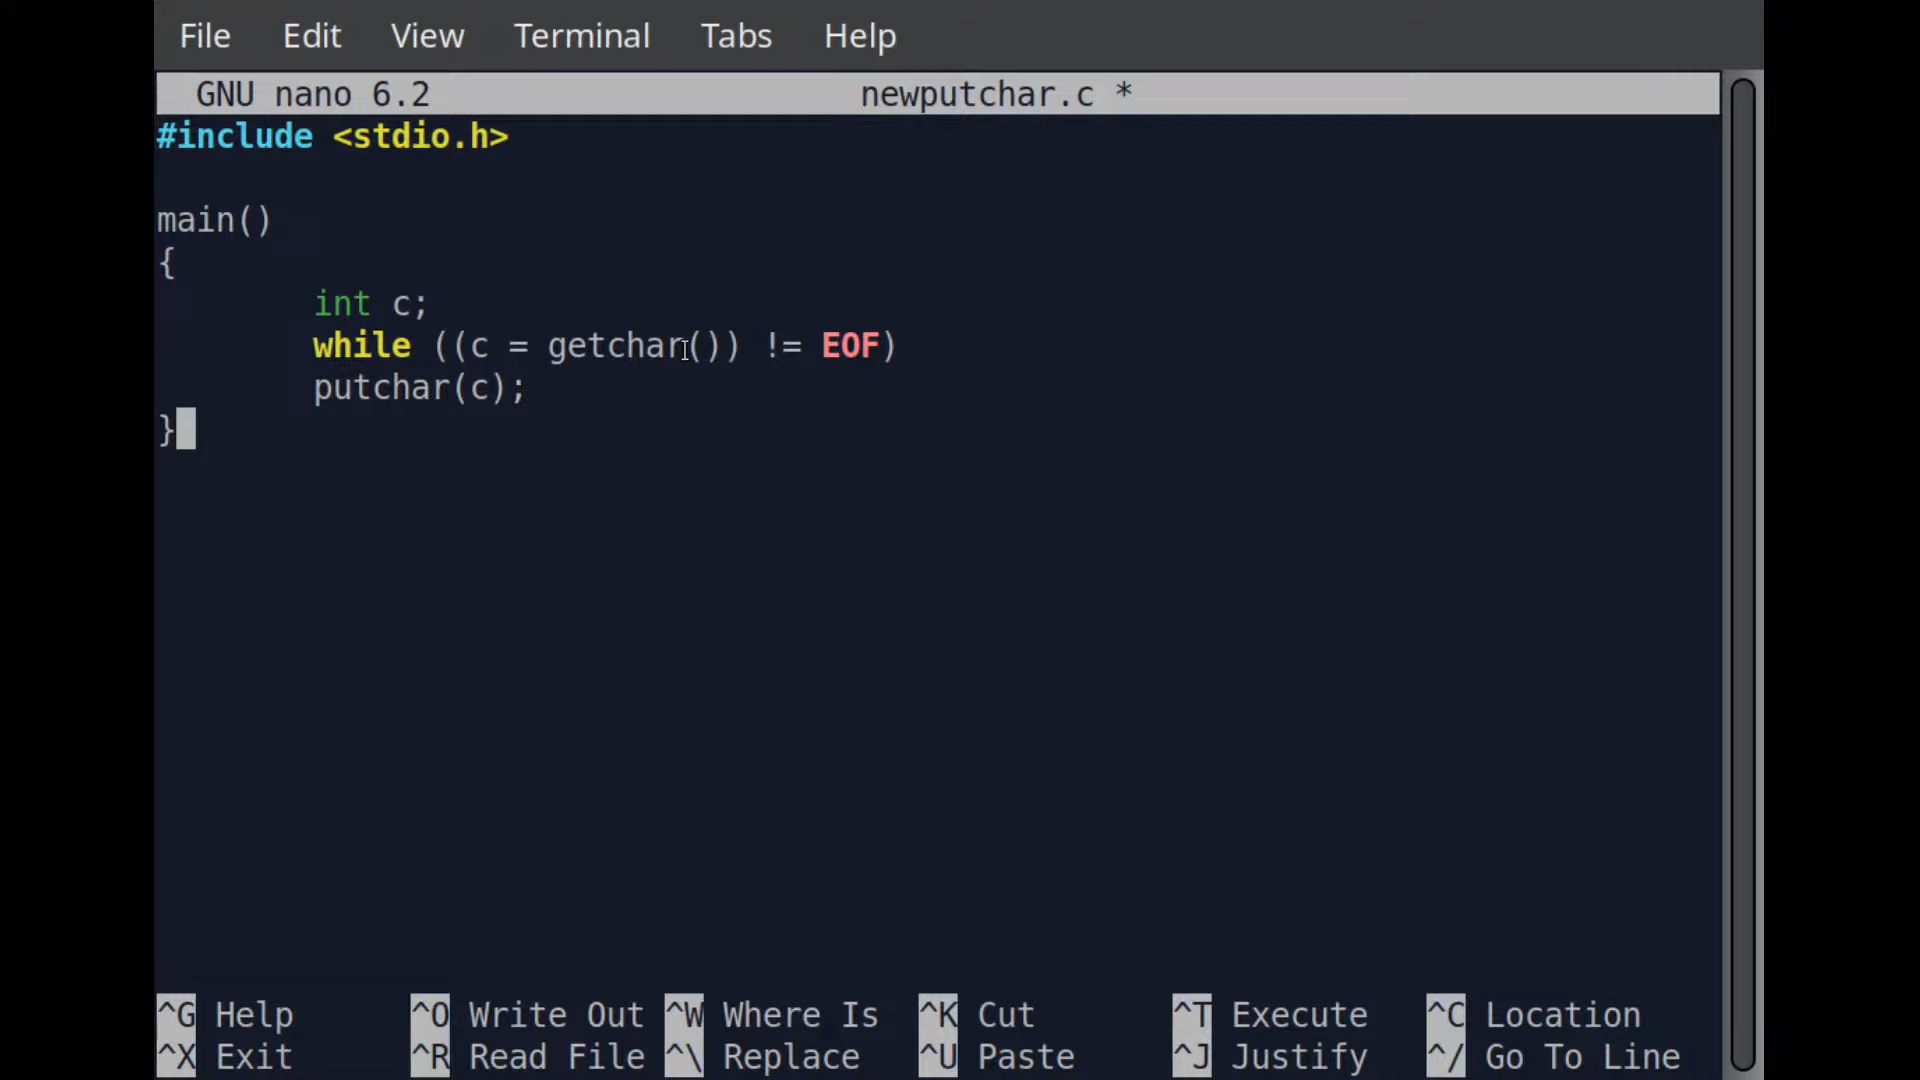 File Edit View Terminal Tabs Help
GNU nano 6.2 newputchar.c *
#include <stdio.h>
main()
{
int c;
while ((c = getchar()) != EOF)
putchar(c);
}
^G Help ^O Write Out ^W Where Is ^K Cut ^T Execute ^C Location
^X Exit ^R Read File ^\ Replace ^U Paste ^J Justify ^/ Go To Line